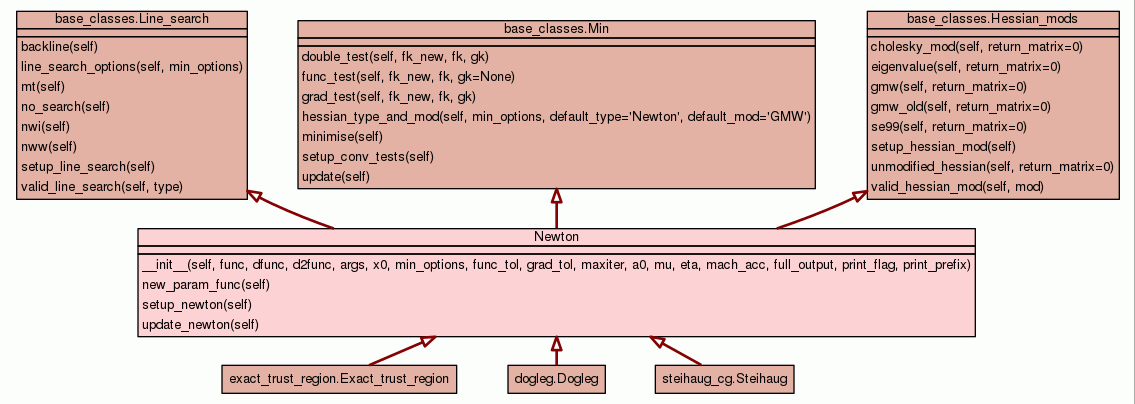 base_classes.Line_search
backline(self)
line_search_options(self, min_options)
mt(self)
no_search(self)
nwi(self)
nww(self)
setup_line_search(self)
valid_line_search(self, type)
base_classes.Min
double_test(self, fk_new, fk, gk)
func_test(self, fk_new, fk, gk=None)
grad_test(self, fk_new, fk, gk)
hessian_type_and_mod(self, min_options, default_type='Newton', default_mod='GMW')
minimise(self)
setup_conv_tests(self)
update(self)
base_classes.Hessian_mods
cholesky_mod(self, return_matrix=0)
eigenvalue(self, return_matrix=0)
gmw(self, return_matrix=0)
gmw_old(self, return_matrix=0)
se99(self, return_matrix=0)
setup_hessian_mod(self)
unmodified_hessian(self, return_matrix=0)
valid_hessian_mod(self, mod)
Newton
__init__(self, func, dfunc, d2func, args, x0, min_options, func_tol, grad_tol, maxiter, a0, mu, eta, mach_acc, full_output, print_flag, print_prefix)
new_param_func(self)
setup_newton(self)
update_newton(self)
exact_trust_region.Exact_trust_region
dogleg.Dogleg
steihaug_cg.Steihaug